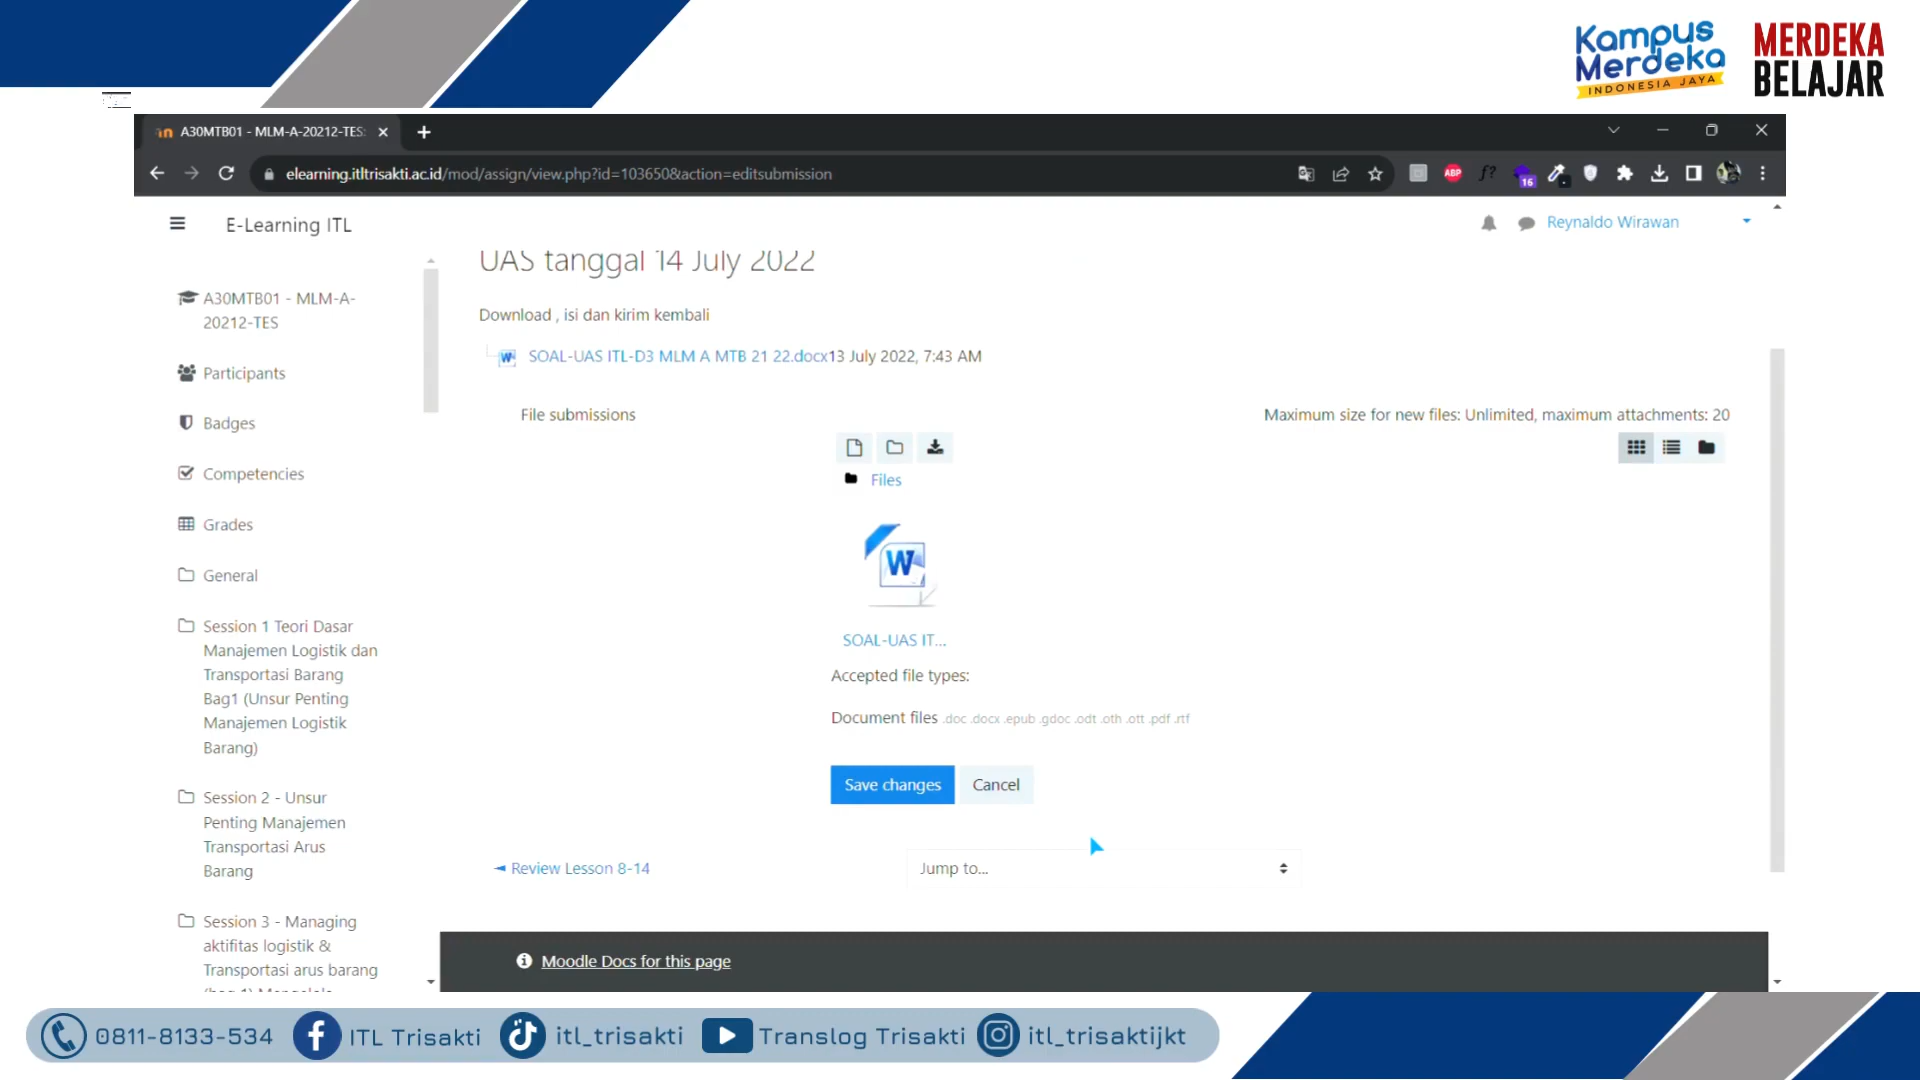 Kampus
Merdeka
INDONESIA JAYA
MERDEKA
BELAJAR
A30MTB01 - MLM-A-20212-TES:
elearning.itltrisakti.ac.id/mod/assign/view.php?id=103650&action=editsubmission
ABP
f?
16
E-Learning ITL
Reynaldo Wirawan
A30MTB01 - MLM-A-
20212-TES
Participants
Badges
Competencies
Grades
General
Session 1 Teori Dasar
Manajemen Logistik dan
Transportasi Barang
Bag1 (Unsur Penting
Manajemen Logistik
Barang)
Session 2 - Unsur
Penting Manajemen
Transportasi Arus
Barang
Session 3 - Managing
aktifitas logistik &
Transportasi arus barang
UAS tanggal 14 July 2022
Download , isi dan kirim kembali
SOAL-UAS ITL-D3 MLM A MTB 21 22.docx13 July 2022, 7:43 AM
File submissions
Maximum size for new files: Unlimited, maximum attachments: 20
Files
W
SOAL-UAS IT...
Accepted file types:
Document files .doc .docx .epub .gdoc .odt .oth .ott .pdf .rtf
Save changes
Cancel
◄ Review Lesson 8-14
Jump to...
Moodle Docs for this page
0811-8133-534
ITL Trisakti
itl_trisakti
Translog Trisakti
itl_trisaktijkt